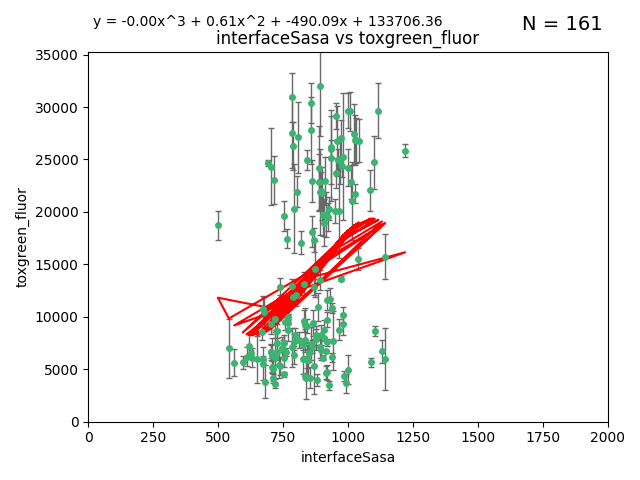 y = -0.00x^3 + 0.61x^2 + -490.09x + 133706.36
N = 161
interfaceSasa vs toxgreen_fluor
35000
30000
25000
20000
15000
10000
5000
0
toxgreen_fluor
0 250 500 750 1000 1250 1500 1750 2000
interfaceSasa